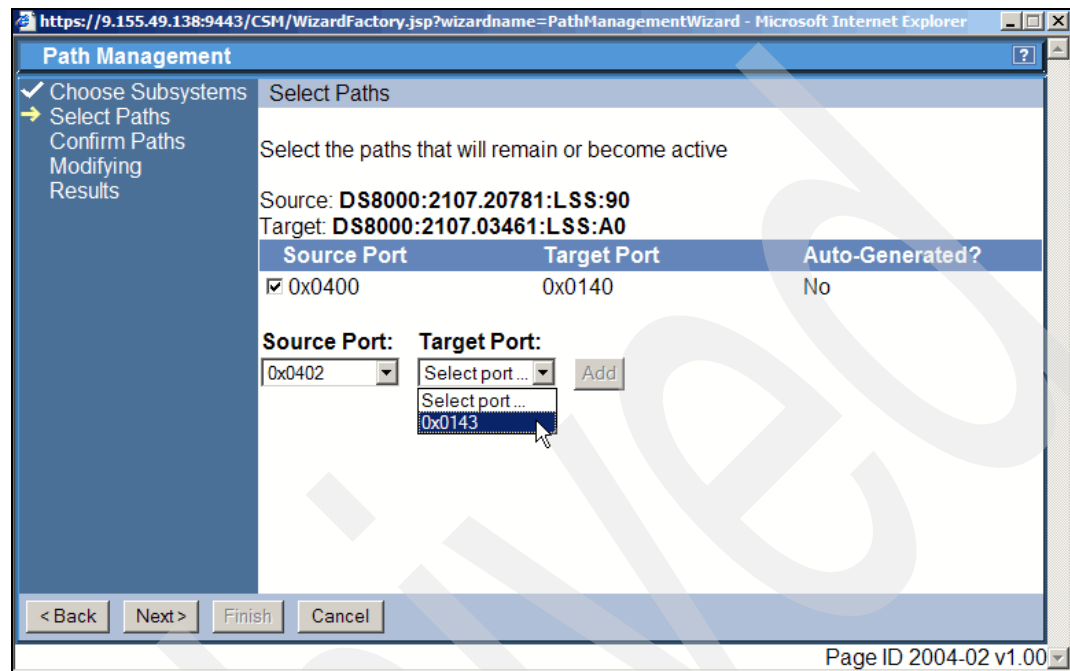 https://9.155.49.138:9443/CSM/WizardFactory.jsp?wizardname=PathManagementWizard - Microsoft Internet Explorer
Path Management
?
Choose Subsystems
Select Paths
Confirm Paths
Modifying
Results
Select Paths
Select the paths that will remain or become active
Source: DS8000:2107.20781:LSS:90
Target: DS8000:2107.03461:LSS:A0
Source Port Target Port Auto-Generated?
0x0400 0x0140 No
Source Port: Target Port:
0x0402 Select port ... Add
Select port ...
0x0143
< Back Next > Finish Cancel
Page ID 2004-02 v1.00